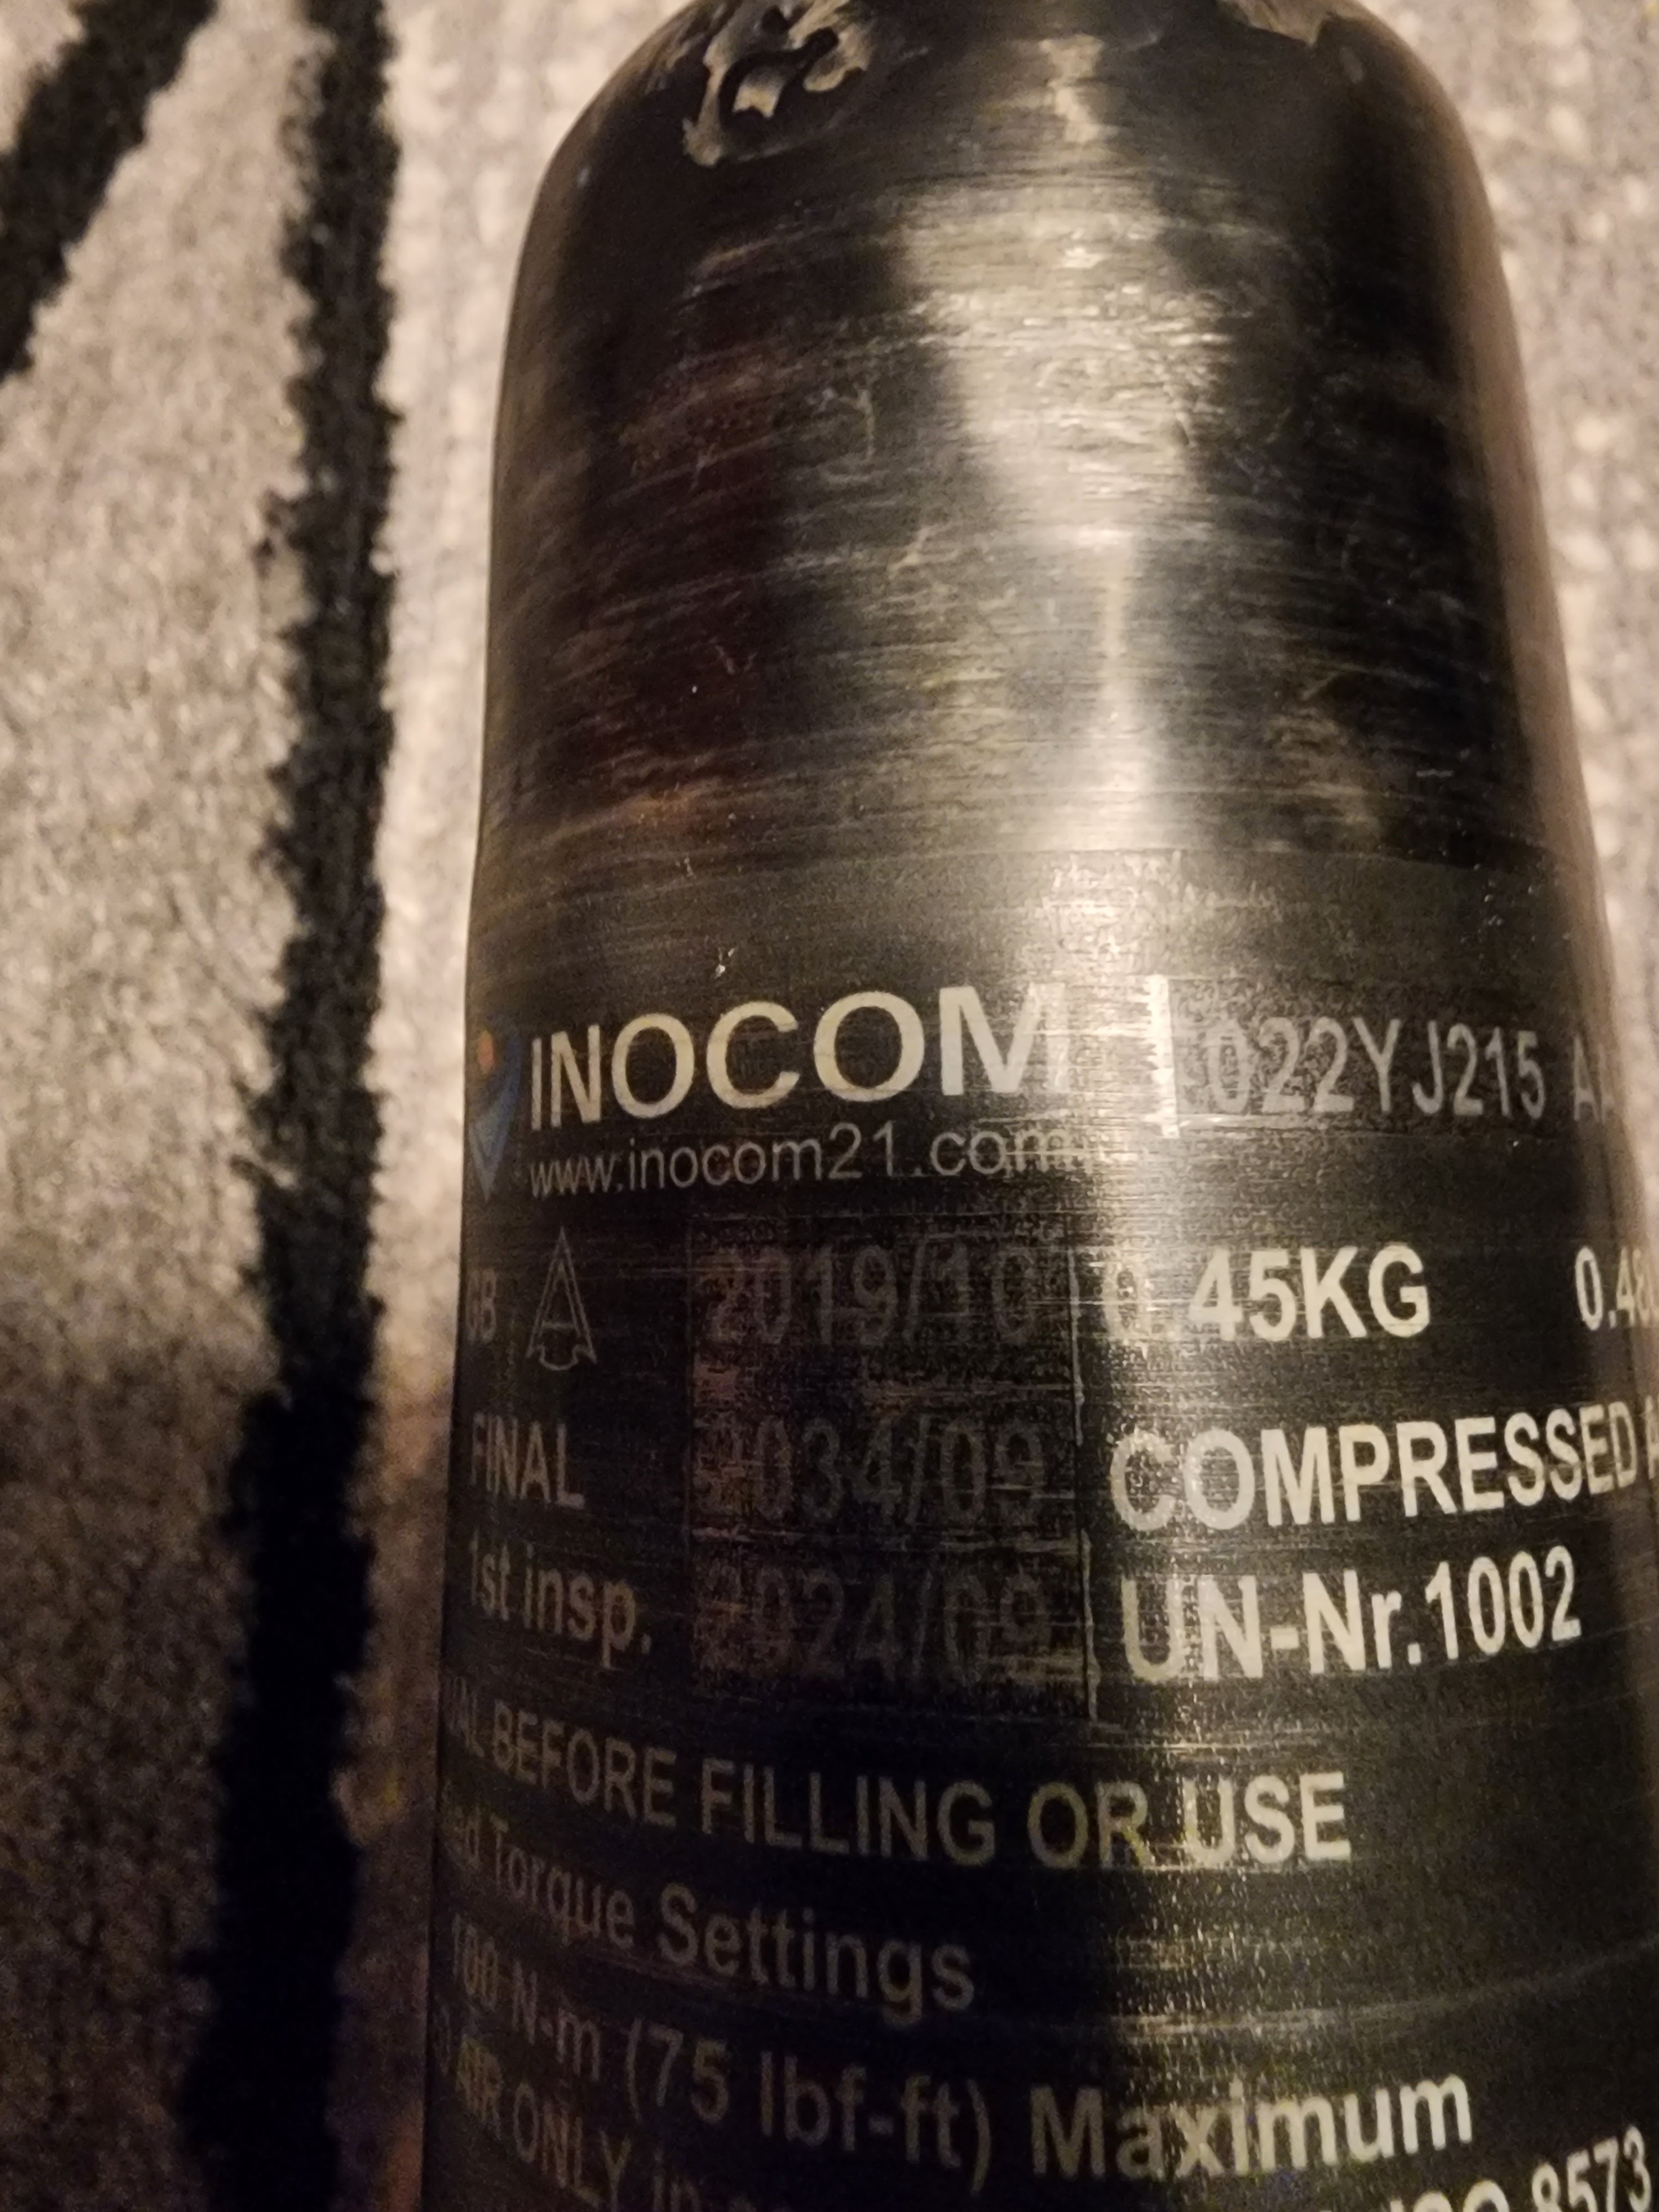 INOCOM 022YJ215
www.inocom21.com
2019/10 0.45KG
FINAL 2034/09 COMPRESSED
1st insp. 2024/09 UN-Nr.1002
BEFORE FILLING OR USE
Torque Settings
100 N-m (75 lbf-ft) Maximum
AIR ONLY
8573